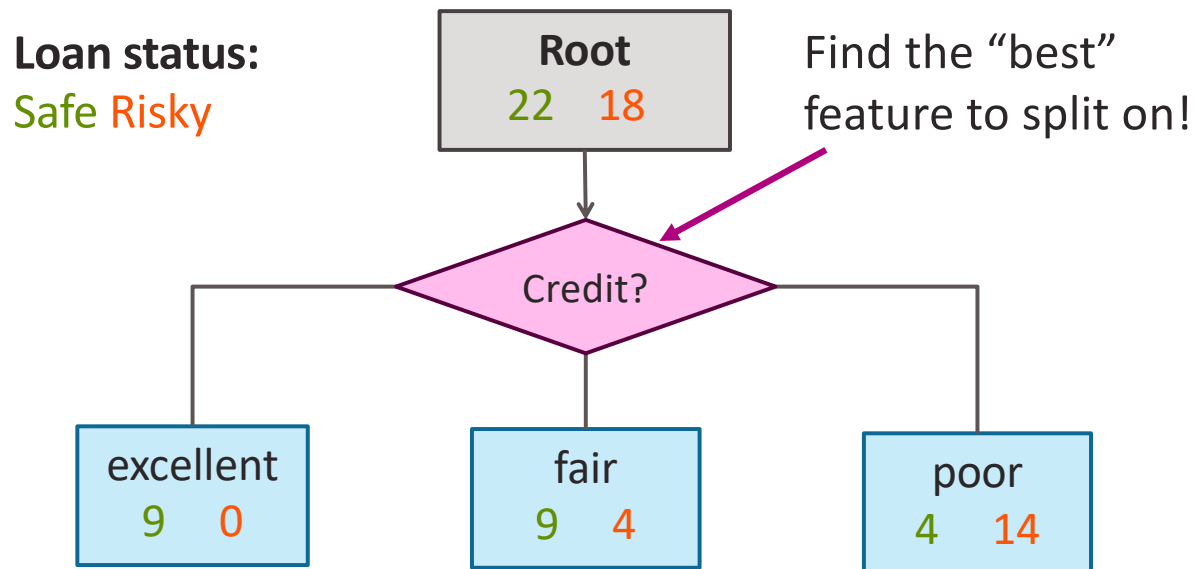 Loan status:
Safe Risky
Root
22 18
Find the “best”
feature to split on!
Credit?
excellent
9 0
fair
9 4
poor
4 14